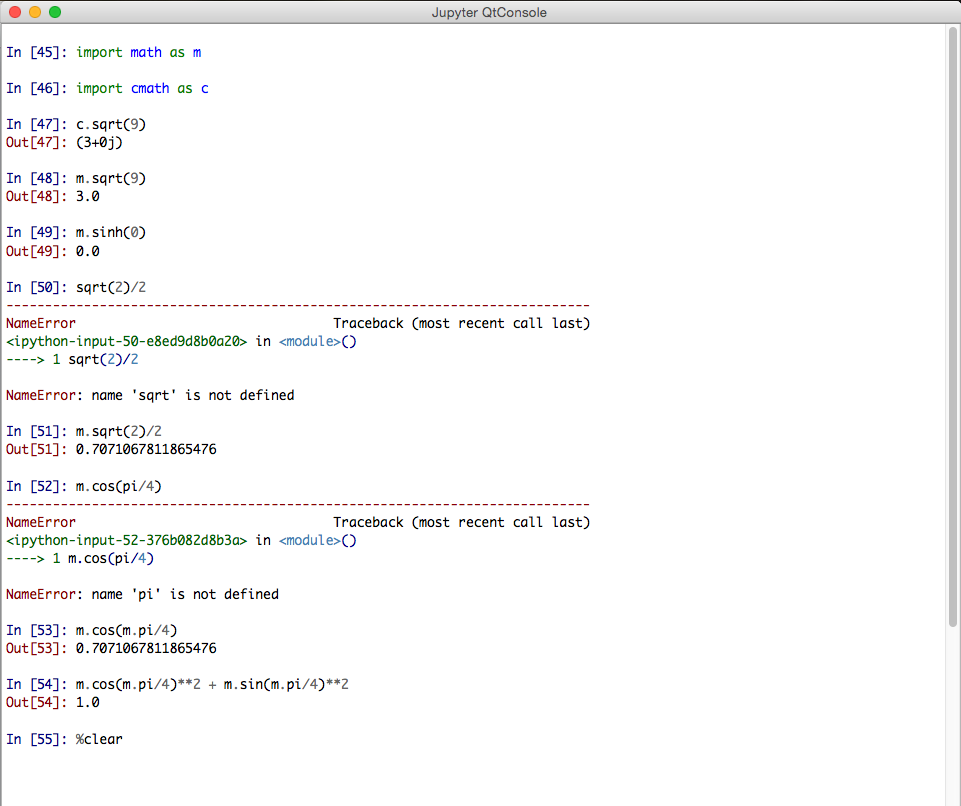 Jupyter QtConsole
In [45]: import math as m
In [46]: import cmath as c
In [47]: c.sqrt(9)
Out[47]: (3+0j)
In [48]: m.sqrt(9)
Out[48]: 3.0
In [49]: m.sinh(0)
Out[49]: 0.0
In [50]: sqrt(2)/2
---------------------------------------------------------------------------
NameError                                 Traceback (most recent call last)
<ipython-input-50-e8ed9d8b0a20> in <module>()
----> 1 sqrt(2)/2
NameError: name 'sqrt' is not defined
In [51]: m.sqrt(2)/2
Out[51]: 0.7071067811865476
In [52]: m.cos(pi/4)
---------------------------------------------------------------------------
NameError                                 Traceback (most recent call last)
<ipython-input-52-376b082d8b3a> in <module>()
----> 1 m.cos(pi/4)
NameError: name 'pi' is not defined
In [53]: m.cos(m.pi/4)
Out[53]: 0.7071067811865476
In [54]: m.cos(m.pi/4)**2 + m.sin(m.pi/4)**2
Out[54]: 1.0
In [55]: %clear